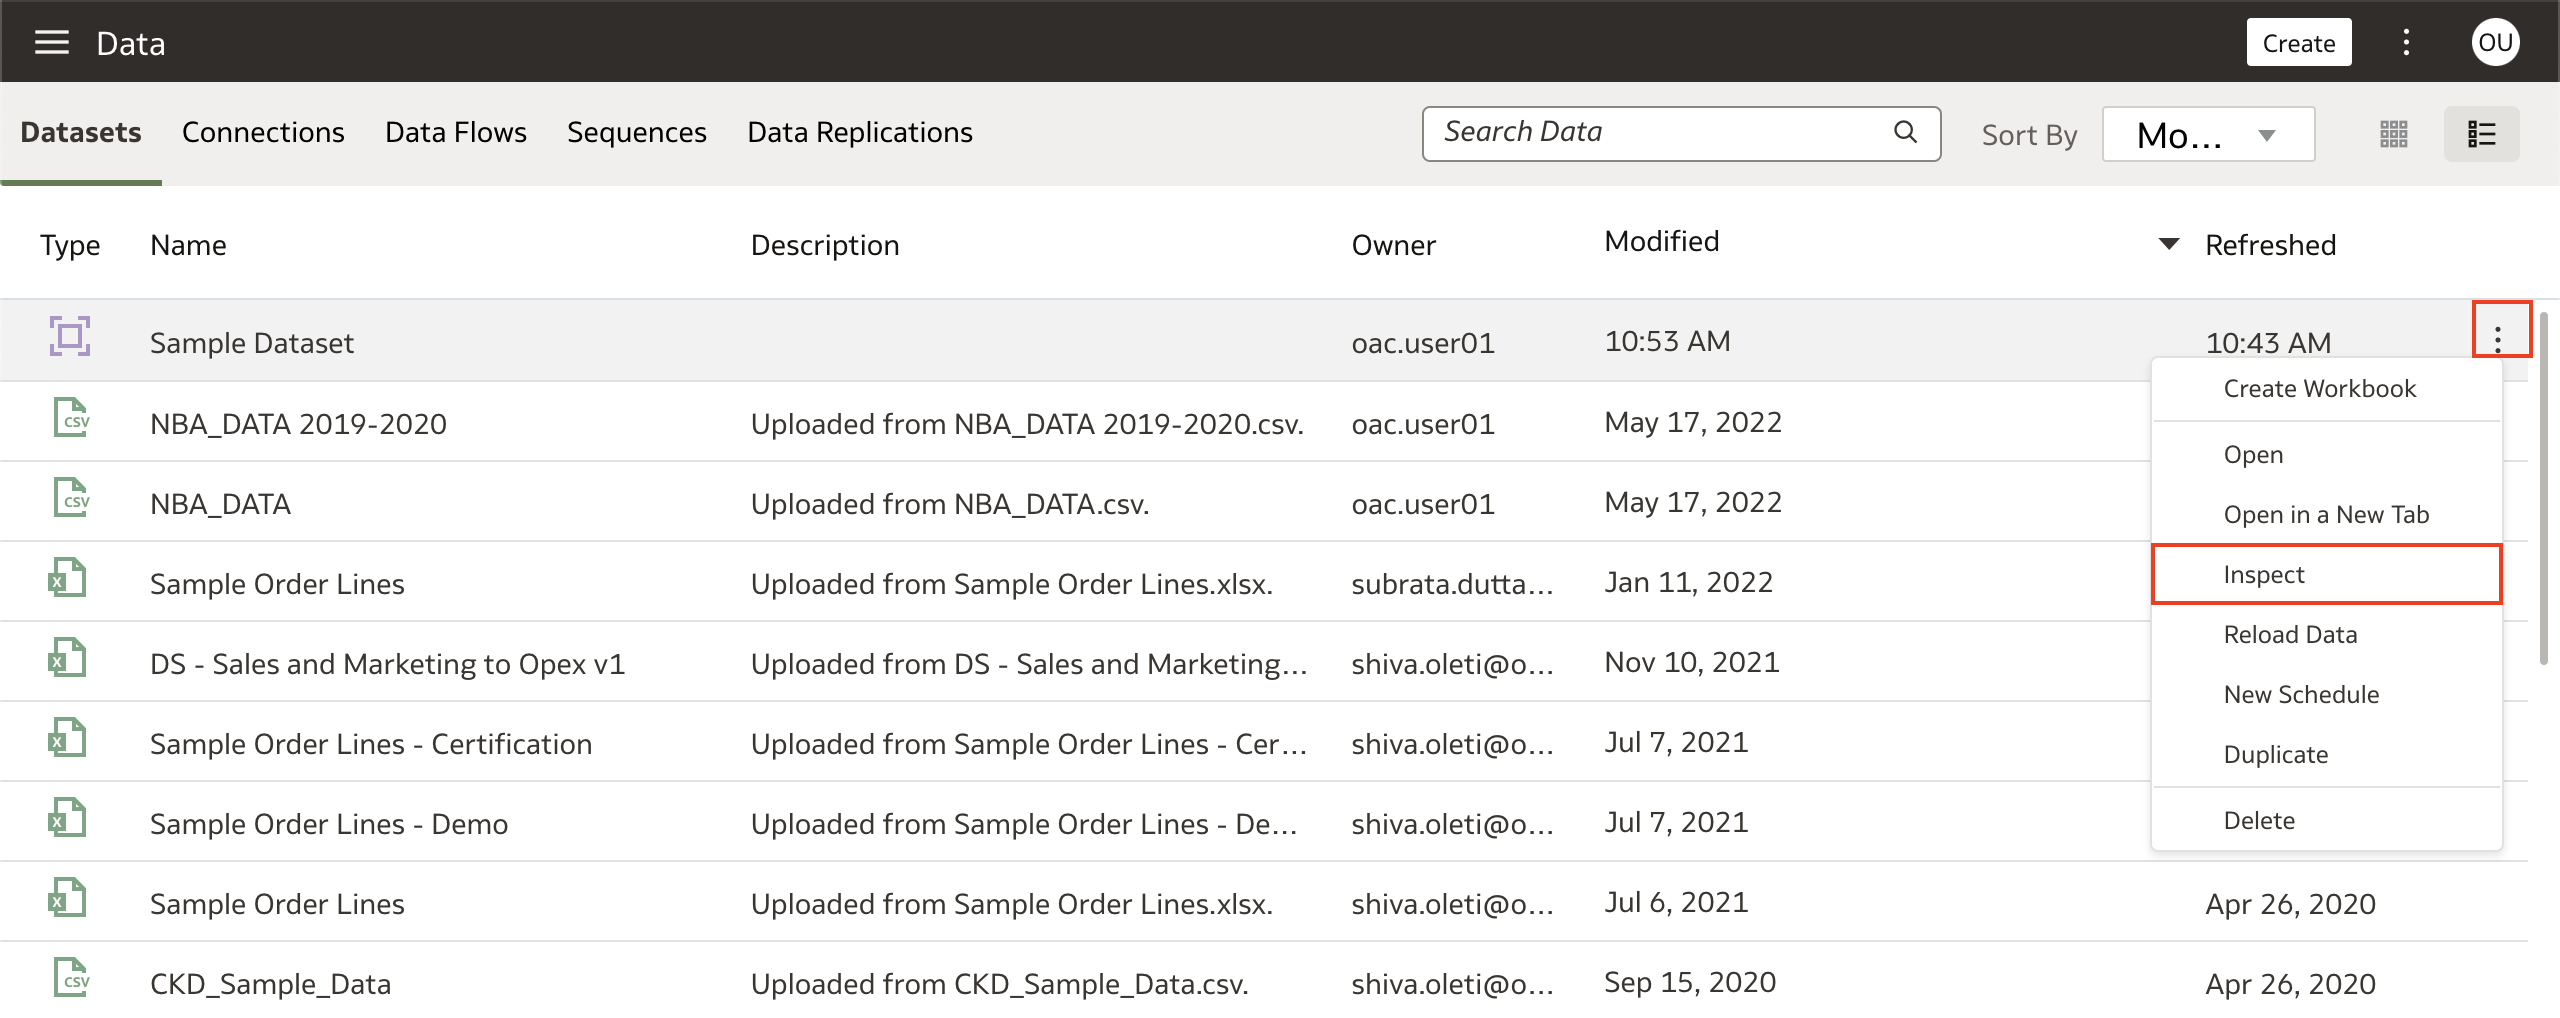 Data Create OU
Datasets Connections Data Flows Sequences Data Replications Search Data Sort By Mo...
Type Name Description Owner Modified Refreshed
Sample Dataset oac.user01 10:53 AM 10:43 AM
Create Workbook
CSV NBA_DATA 2019-2020 Uploaded from NBA_DATA 2019-2020.csv. oac.user01 May 17, 2022
Open
CSV NBA_DATA Uploaded from NBA_DATA.csv. oac.user01 May 17, 2022
Open in a New Tab
X Sample Order Lines Uploaded from Sample Order Lines.xlsx. subrata.dutta... Jan 11, 2022
Inspect
Reload Data
X DS - Sales and Marketing to Opex v1 Uploaded from DS - Sales and Marketing... shiva.oleti@o... Nov 10, 2021
New Schedule
X Sample Order Lines - Certification Uploaded from Sample Order Lines - Cer... shiva.oleti@o... Jul 7, 2021
Duplicate
X Sample Order Lines - Demo Uploaded from Sample Order Lines - De... shiva.oleti@o... Jul 7, 2021
Delete
X Sample Order Lines Uploaded from Sample Order Lines.xlsx. shiva.oleti@o... Jul 6, 2021 Apr 26, 2020
CSV CKD_Sample_Data Uploaded from CKD_Sample_Data.csv. shiva.oleti@o... Sep 15, 2020 Apr 26, 2020